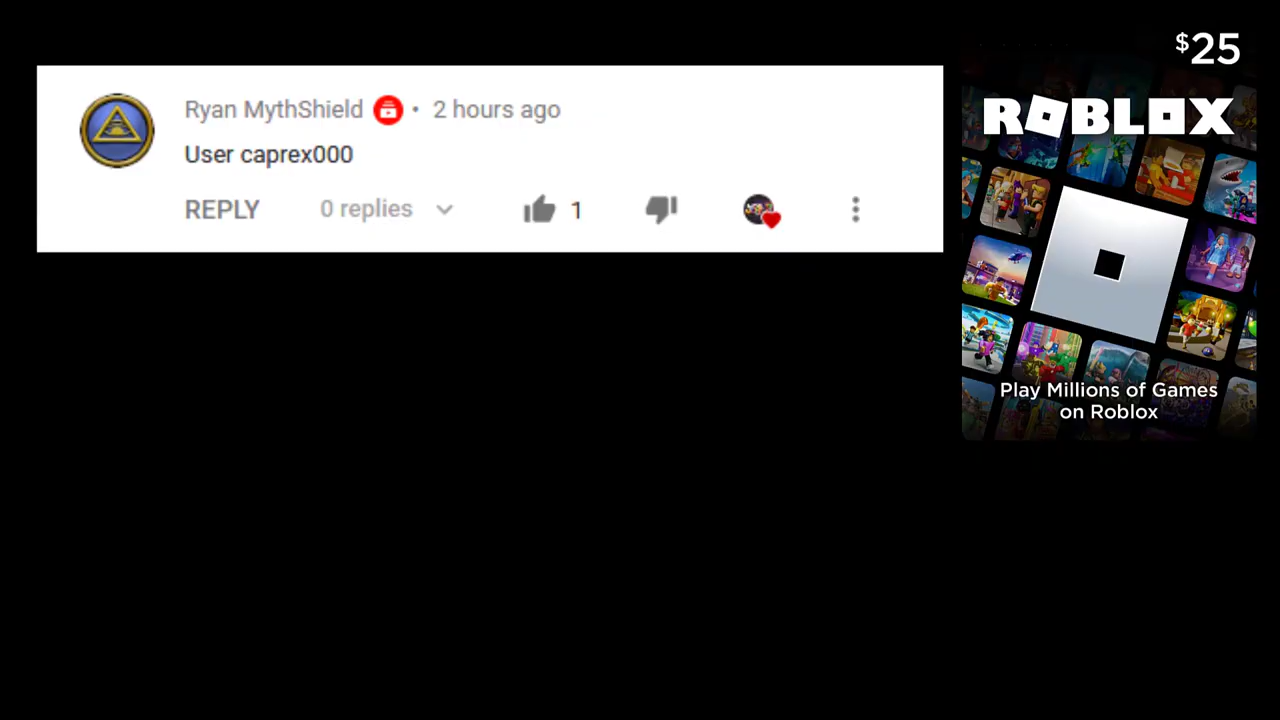 Ryan MythShield • 2 hours ago
User caprex000
REPLY 0 replies 1
$25
ROBLOX
Play Millions of Games
on Roblox